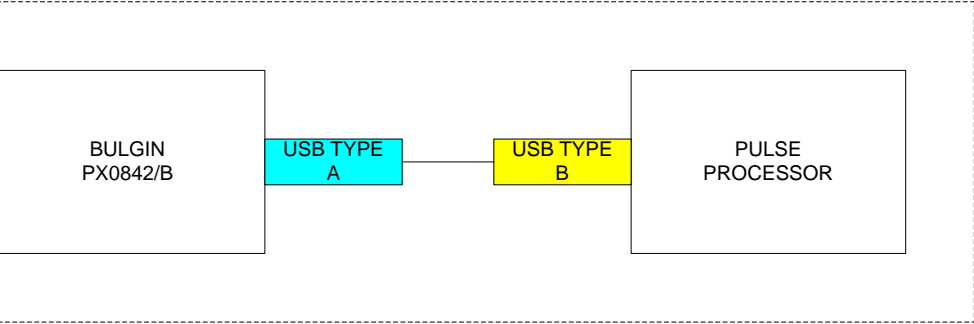 BULGIN
PX0842/B
USB TYPE
A
USB TYPE
B
PULSE
PROCESSOR